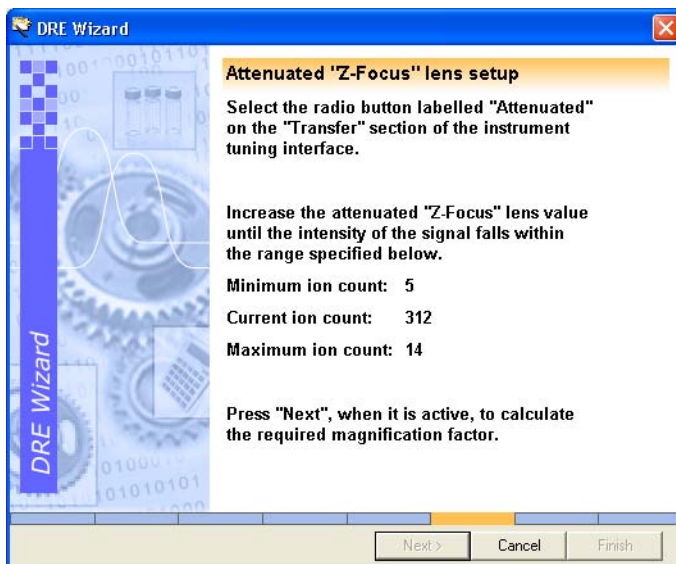 DRE Wizard
Attenuated "Z-Focus" lens setup
Select the radio button labelled "Attenuated"
on the "Transfer" section of the instrument
tuning interface.
Increase the attenuated "Z-Focus" lens value
until the intensity of the signal falls within
the range specified below.
Minimum ion count: 5
Current ion count: 312
Maximum ion count: 14
Press "Next", when it is active, to calculate
the required magnification factor.
DRE Wizard
Next > Cancel Finish